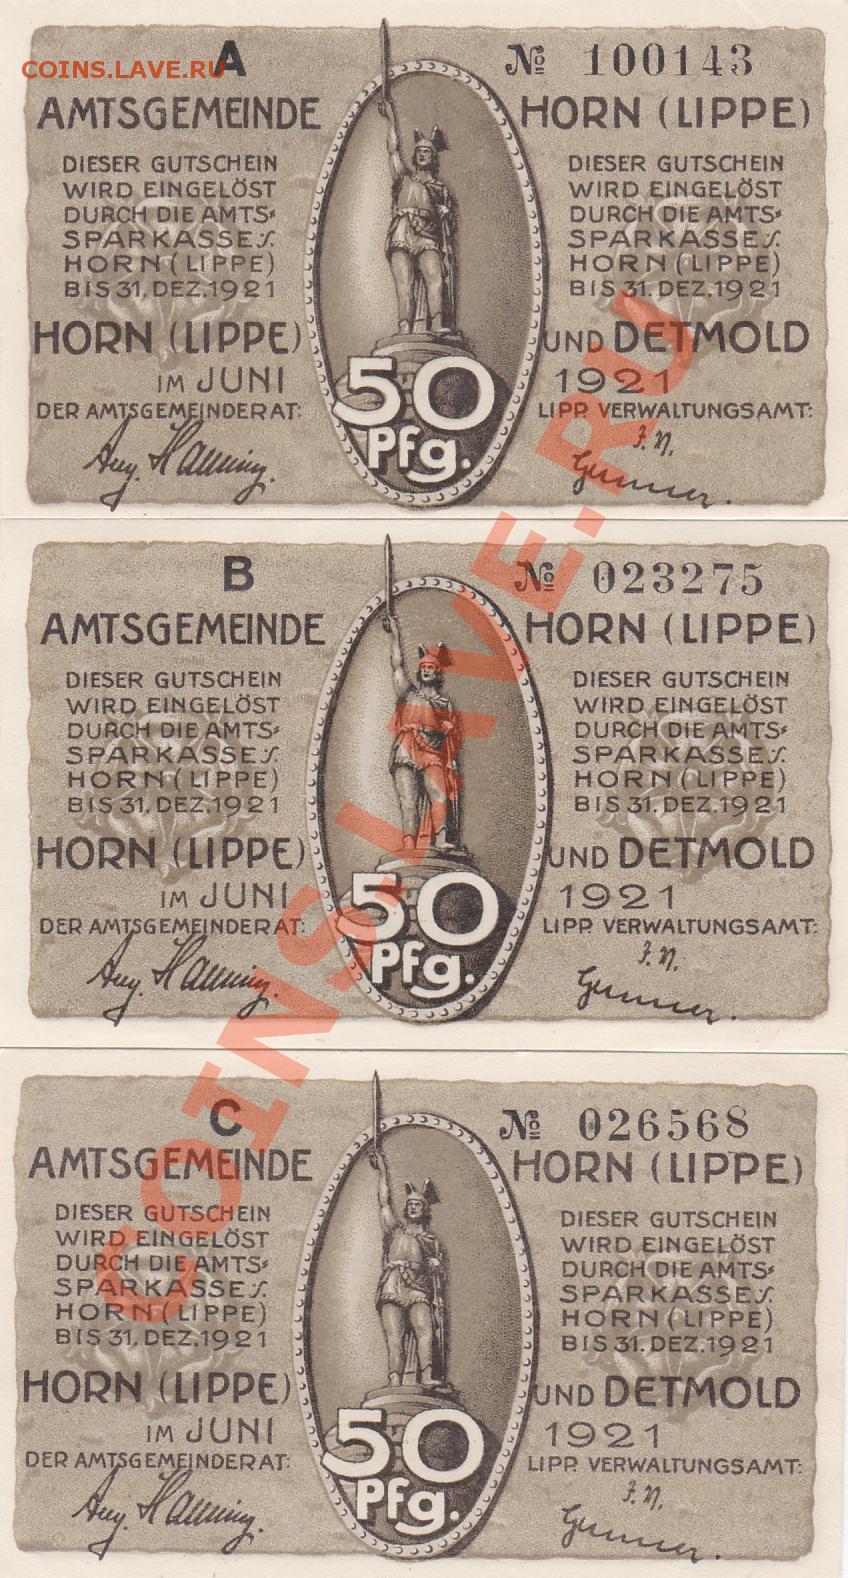 COINS.LAVE.RU
A
№ 100143
AMTSGEMEINDE HORN (LIPPE)
DIESER GUTSCHEIN
WIRD EINGELÖST
DURCH DIE AMTS=
SPARKASSE i.
HORN (LIPPE)
BIS 31. DEZ. 1921
DIESER GUTSCHEIN
WIRD EINGELÖST
DURCH DIE AMTS=
SPARKASSE i.
HORN (LIPPE)
BIS 31. DEZ. 1921
HORN (LIPPE) UND DETMOLD
IM JUNI 1921
DER AMTSGEMEINDERAT: LIPP. VERWALTUNGSAMT:
50
Pfg.
B
№ 023275
AMTSGEMEINDE HORN (LIPPE)
DIESER GUTSCHEIN
WIRD EINGELÖST
DURCH DIE AMTS=
SPARKASSE i.
HORN (LIPPE)
BIS 31. DEZ. 1921
DIESER GUTSCHEIN
WIRD EINGELÖST
DURCH DIE AMTS=
SPARKASSE i.
HORN (LIPPE)
BIS 31. DEZ. 1921
HORN (LIPPE) UND DETMOLD
IM JUNI 1921
DER AMTSGEMEINDERAT: LIPP. VERWALTUNGSAMT:
50
Pfg.
C
№ 026568
AMTSGEMEINDE HORN (LIPPE)
DIESER GUTSCHEIN
WIRD EINGELÖST
DURCH DIE AMTS=
SPARKASSE i.
HORN (LIPPE)
BIS 31. DEZ. 1921
DIESER GUTSCHEIN
WIRD EINGELÖST
DURCH DIE AMTS=
SPARKASSE i.
HORN (LIPPE)
BIS 31. DEZ. 1921
HORN (LIPPE) UND DETMOLD
IM JUNI 1921
DER AMTSGEMEINDERAT: LIPP. VERWALTUNGSAMT:
50
Pfg.
COINS.LAVE.RU